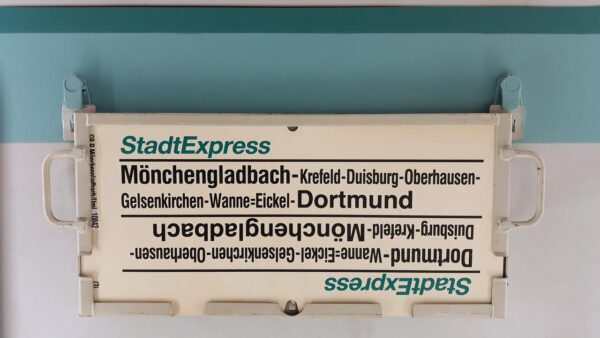 StadtExpress
Mönchengladbach-Krefeld-Duisburg-Oberhausen-
Gelsenkirchen-Wanne-Eickel-Dortmund
StadtExpress
Dortmund-Wanne-Eickel-Gelsenkirchen-Oberhausen-
Duisburg-Krefeld-Mönchengladbach